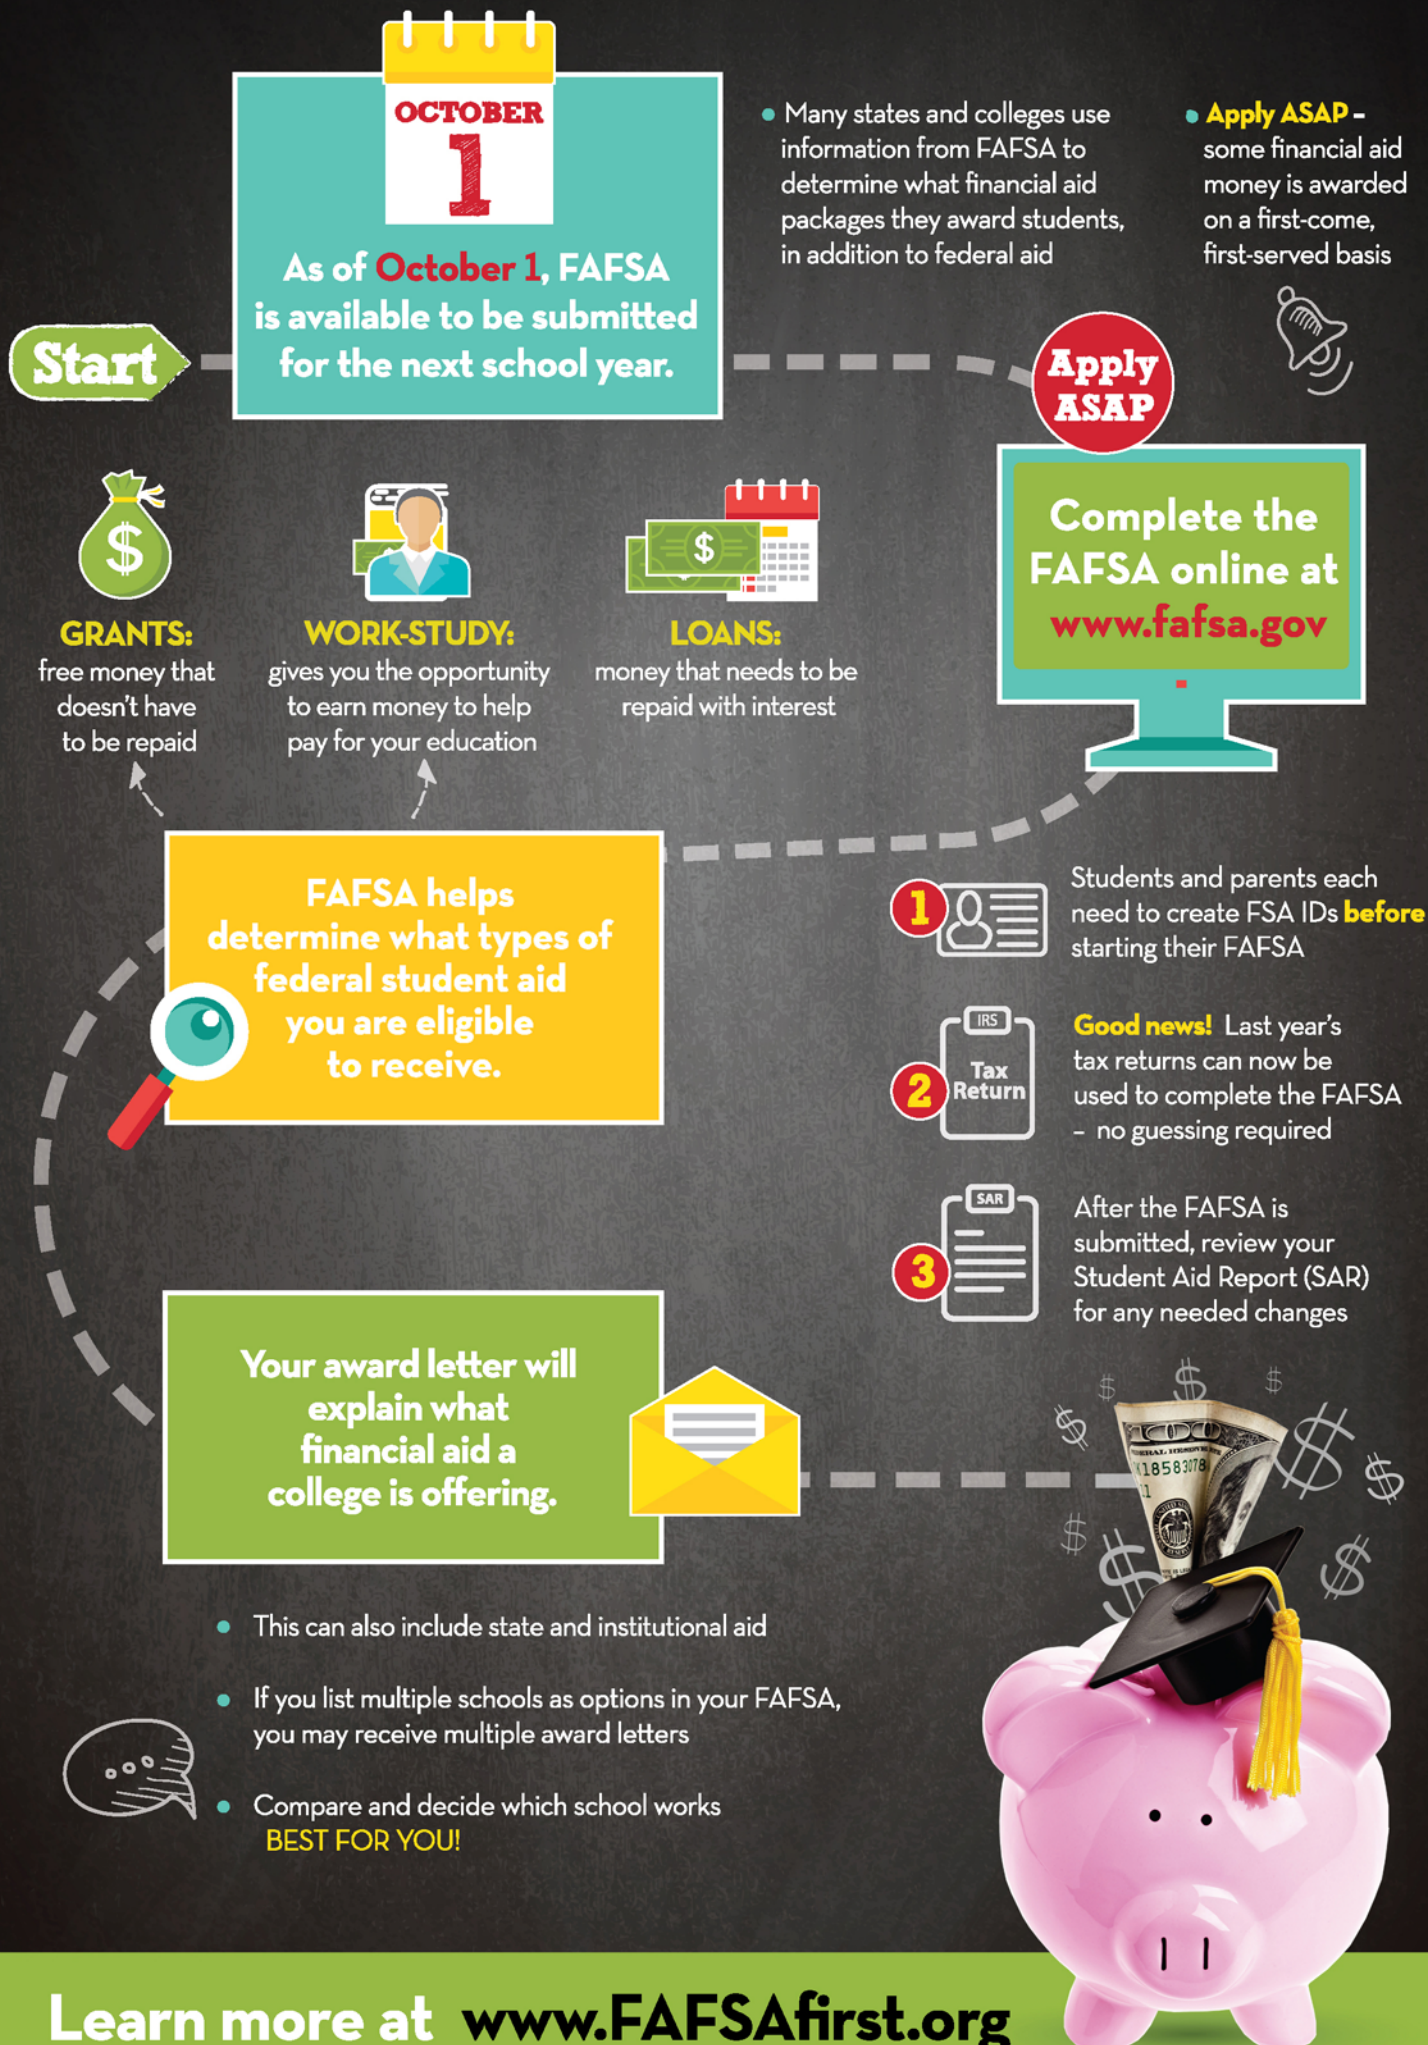 OCTOBER
1
As of October 1, FAFSA
is available to be submitted
for the next school year.
• Many states and colleges use
information from FAFSA to
determine what financial aid
packages they award students,
in addition to federal aid
• Apply ASAP –
some financial aid
money is awarded
on a first-come,
first-served basis
Start
Apply
ASAP
Complete the
FAFSA online at
www.fafsa.gov
$
GRANTS:
free money that
doesn't have
to be repaid
WORK-STUDY:
gives you the opportunity
to earn money to help
pay for your education
$
LOANS:
money that needs to be
repaid with interest
FAFSA helps
determine what types of
federal student aid
you are eligible
to receive.
1
Students and parents each
need to create FSA IDs before
starting their FAFSA
IRS
Tax
Return
2
Good news! Last year's
tax returns can now be
used to complete the FAFSA
– no guessing required
SAR
3
After the FAFSA is
submitted, review your
Student Aid Report (SAR)
for any needed changes
Your award letter will
explain what
financial aid a
college is offering.
$ $ $
$ $ $
$ $ $
100
18583078
• This can also include state and institutional aid
• If you list multiple schools as options in your FAFSA,
you may receive multiple award letters
• Compare and decide which school works
BEST FOR YOU!
Learn more at www.FAFSAfirst.org